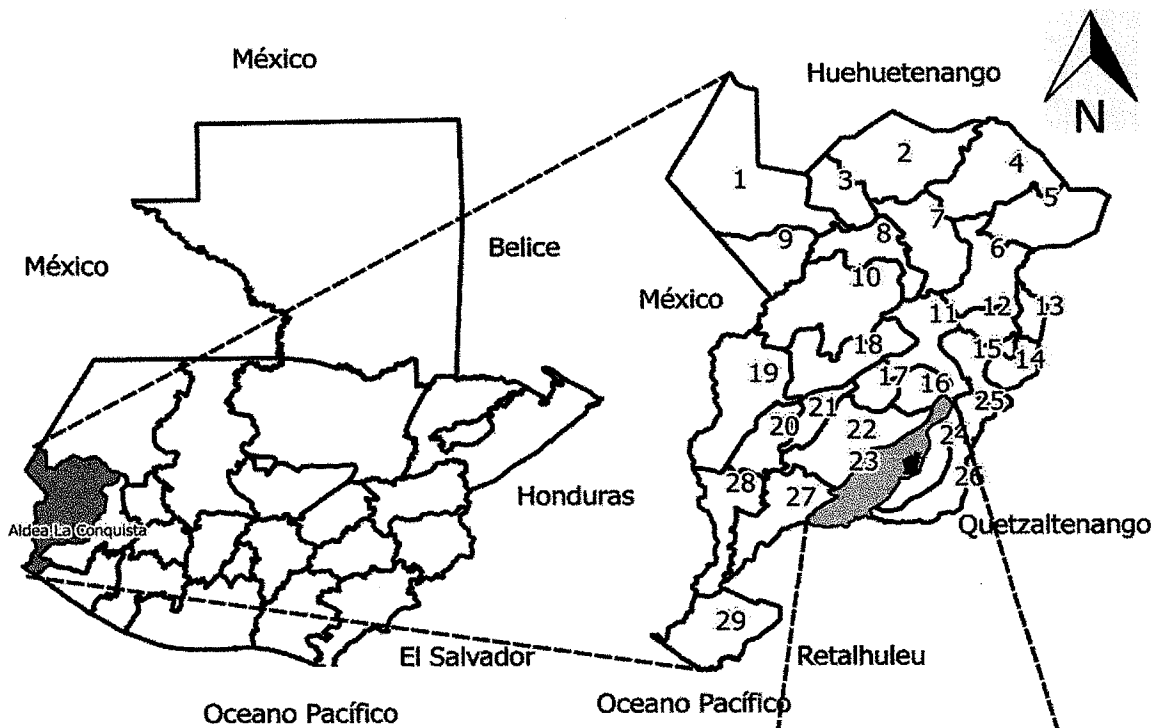 México
México
Belice
Honduras
Aldea La Conquista
El Salvador
Oceano Pacífico
Huehuetenango
N
México
1
2
3
4
5
6
7
8
9
10
11
12
13
14
15
16
17
18
19
20
21
22
23
24
25
26
27
28
29
Quetzaltenango
Retalhuleu
Oceano Pacífico